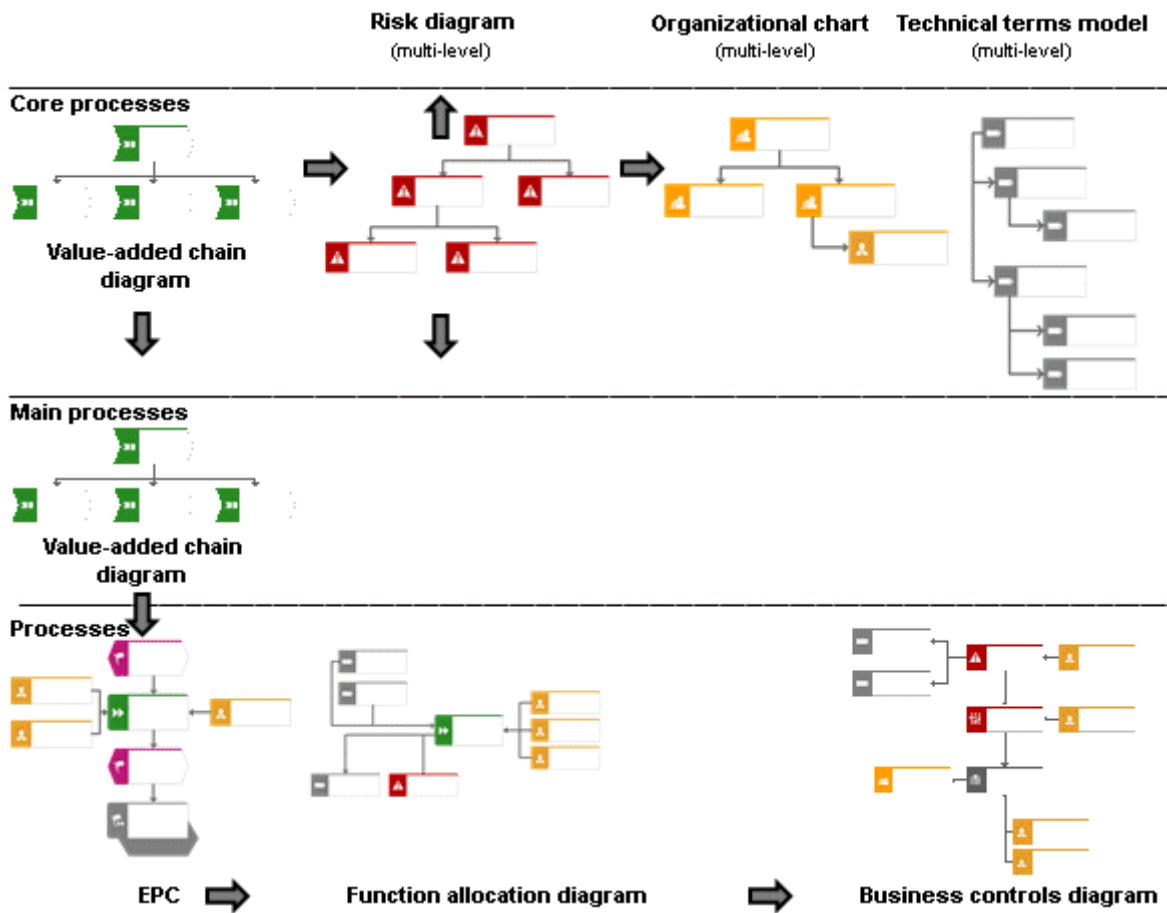 Risk diagram
(multi-level)
Organizational chart
(multi-level)
Technical terms model
(multi-level)
Core processes
Value-added chain
diagram
Main processes
Value-added chain
diagram
Processes
EPC
Function allocation diagram
Business controls diagram